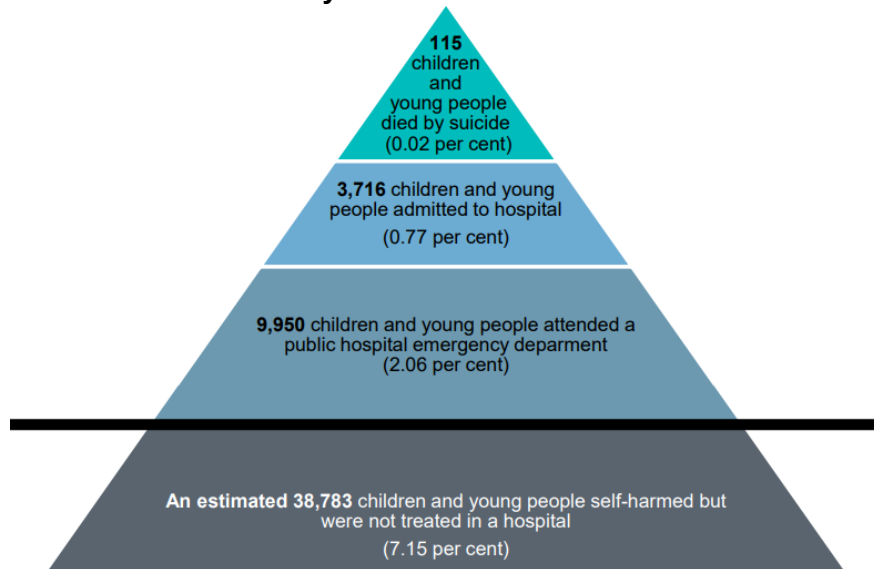 115
children
and
young people
died by suicide
(0.02 per cent)
3,716 children and young
people admitted to hospital
(0.77 per cent)
9,950 children and young people attended a
public hospital emergency deparment
(2.06 per cent)
An estimated 38,783 children and young people self-harmed but
were not treated in a hospital
(7.15 per cent)